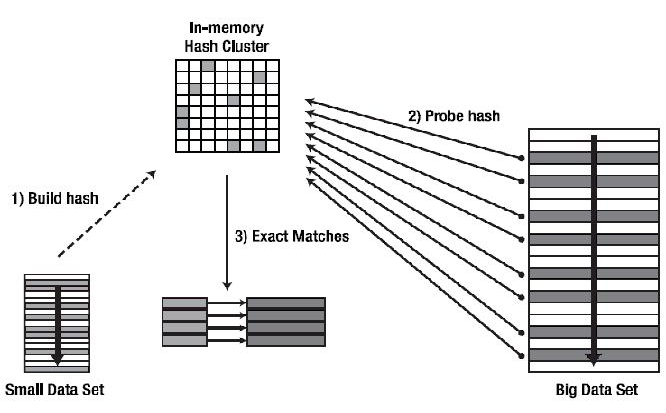 In-memory
Hash Cluster
2) Probe hash
1) Build hash
3) Exact Matches
Small Data Set
Big Data Set